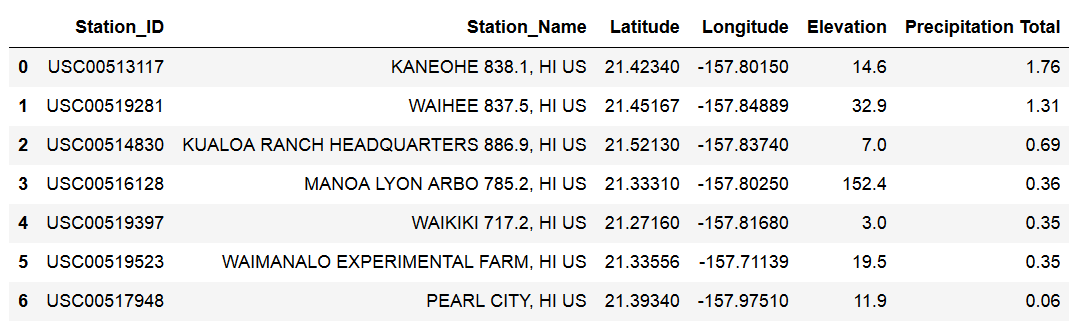 Station_ID Station_Name Latitude Longitude Elevation Precipitation Total
0 USC00513117 KANEOHE 838.1, HI US 21.42340 -157.80150 14.6 1.76
1 USC00519281 WAIHEE 837.5, HI US 21.45167 -157.84889 32.9 1.31
2 USC00514830 KUALOA RANCH HEADQUARTERS 886.9, HI US 21.52130 -157.83740 7.0 0.69
3 USC00516128 MANOA LYON ARBO 785.2, HI US 21.33310 -157.80250 152.4 0.36
4 USC00519397 WAIKIKI 717.2, HI US 21.27160 -157.81680 3.0 0.35
5 USC00519523 WAIMANALO EXPERIMENTAL FARM, HI US 21.33556 -157.71139 19.5 0.35
6 USC00517948 PEARL CITY, HI US 21.39340 -157.97510 11.9 0.06